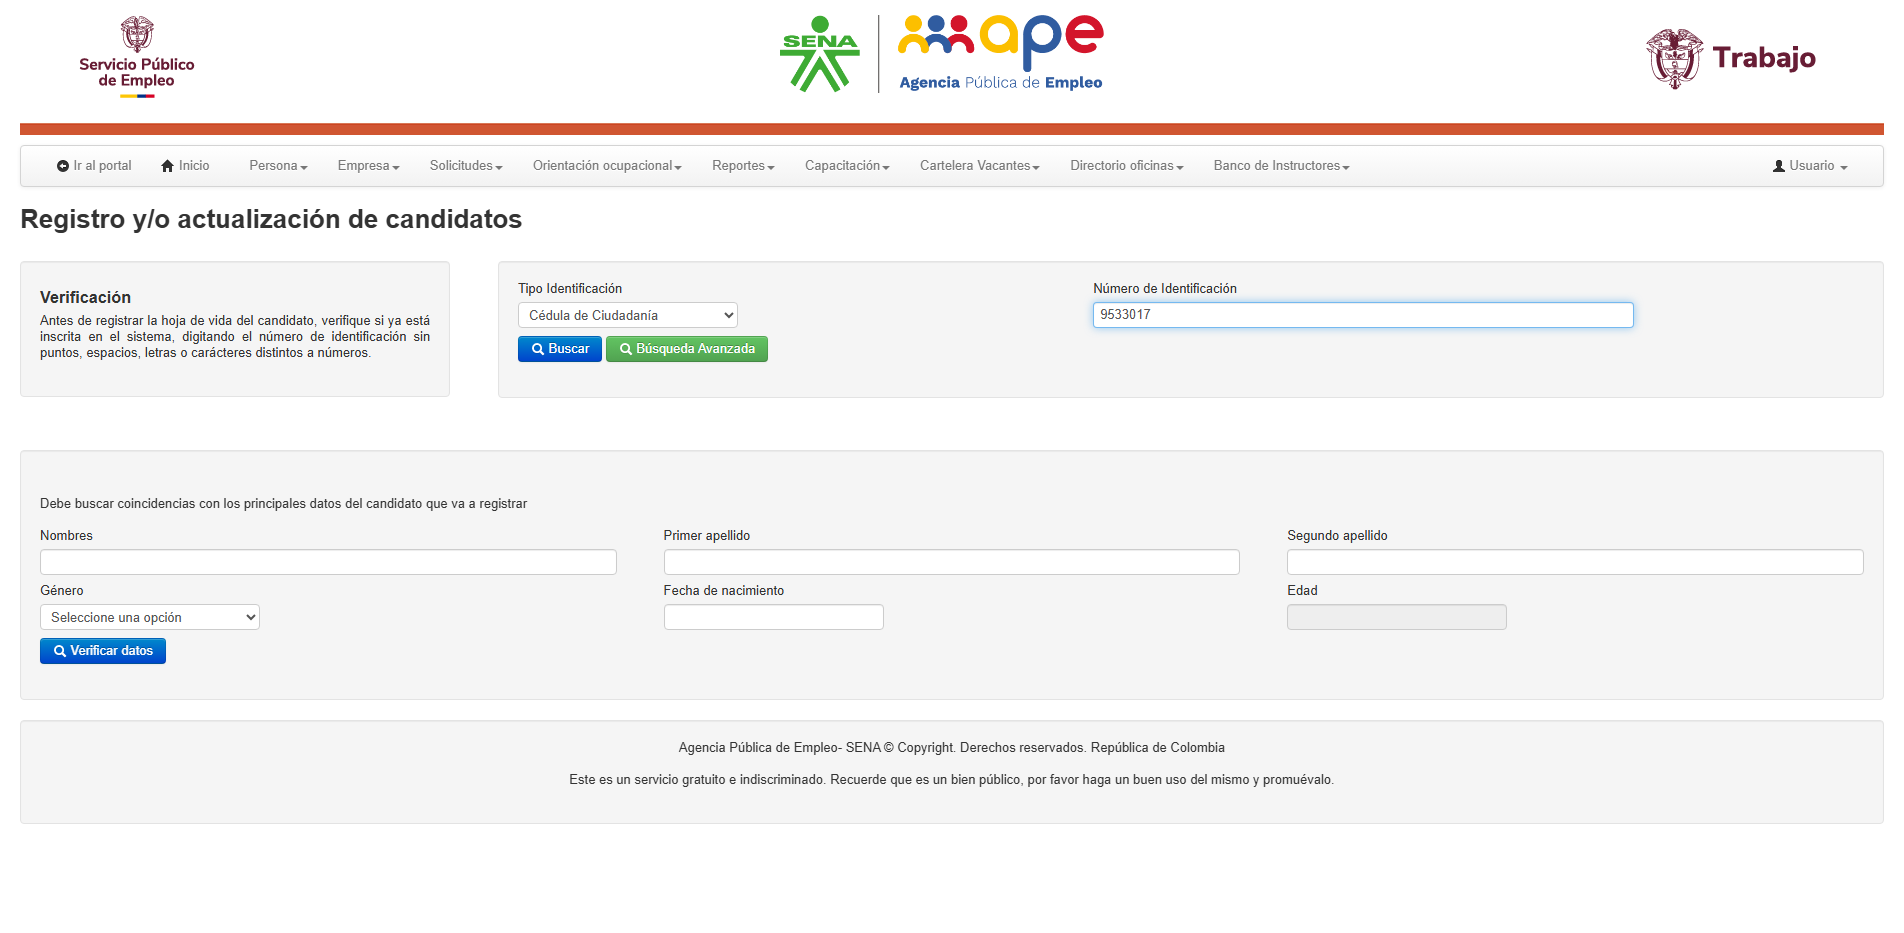 Servicio Público
de Empleo
SENA
ape
Agencia Pública de Empleo
Trabajo
Ir al portal
Inicio
Persona
Empresa
Solicitudes
Orientación ocupacional
Reportes
Capacitación
Cartelera Vacantes
Directorio oficinas
Banco de Instructores
Usuario
Registro y/o actualización de candidatos
Verificación
Antes de registrar la hoja de vida del candidato, verifique si ya está
inscrita en el sistema, digitando el número de identificación sin
puntos, espacios, letras o carácteres distintos a números.
Tipo Identificación
Número de Identificación
Cédula de Ciudadanía
9533017
Buscar
Búsqueda Avanzada
Debe buscar coincidencias con los principales datos del candidato que va a registrar
Nombres
Primer apellido
Segundo apellido
Género
Fecha de nacimiento
Edad
Seleccione una opción
Verificar datos
Agencia Pública de Empleo- SENA © Copyright. Derechos reservados. República de Colombia
Este es un servicio gratuito e indiscriminado. Recuerde que es un bien público, por favor haga un buen uso del mismo y promuévalo.